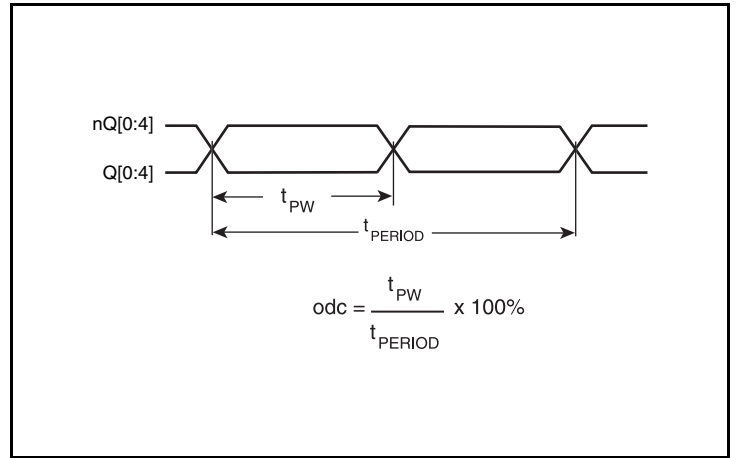 nQ[0:4]
Q[0:4]
tPW
tPERIOD
odc = tPW / tPERIOD x 100%